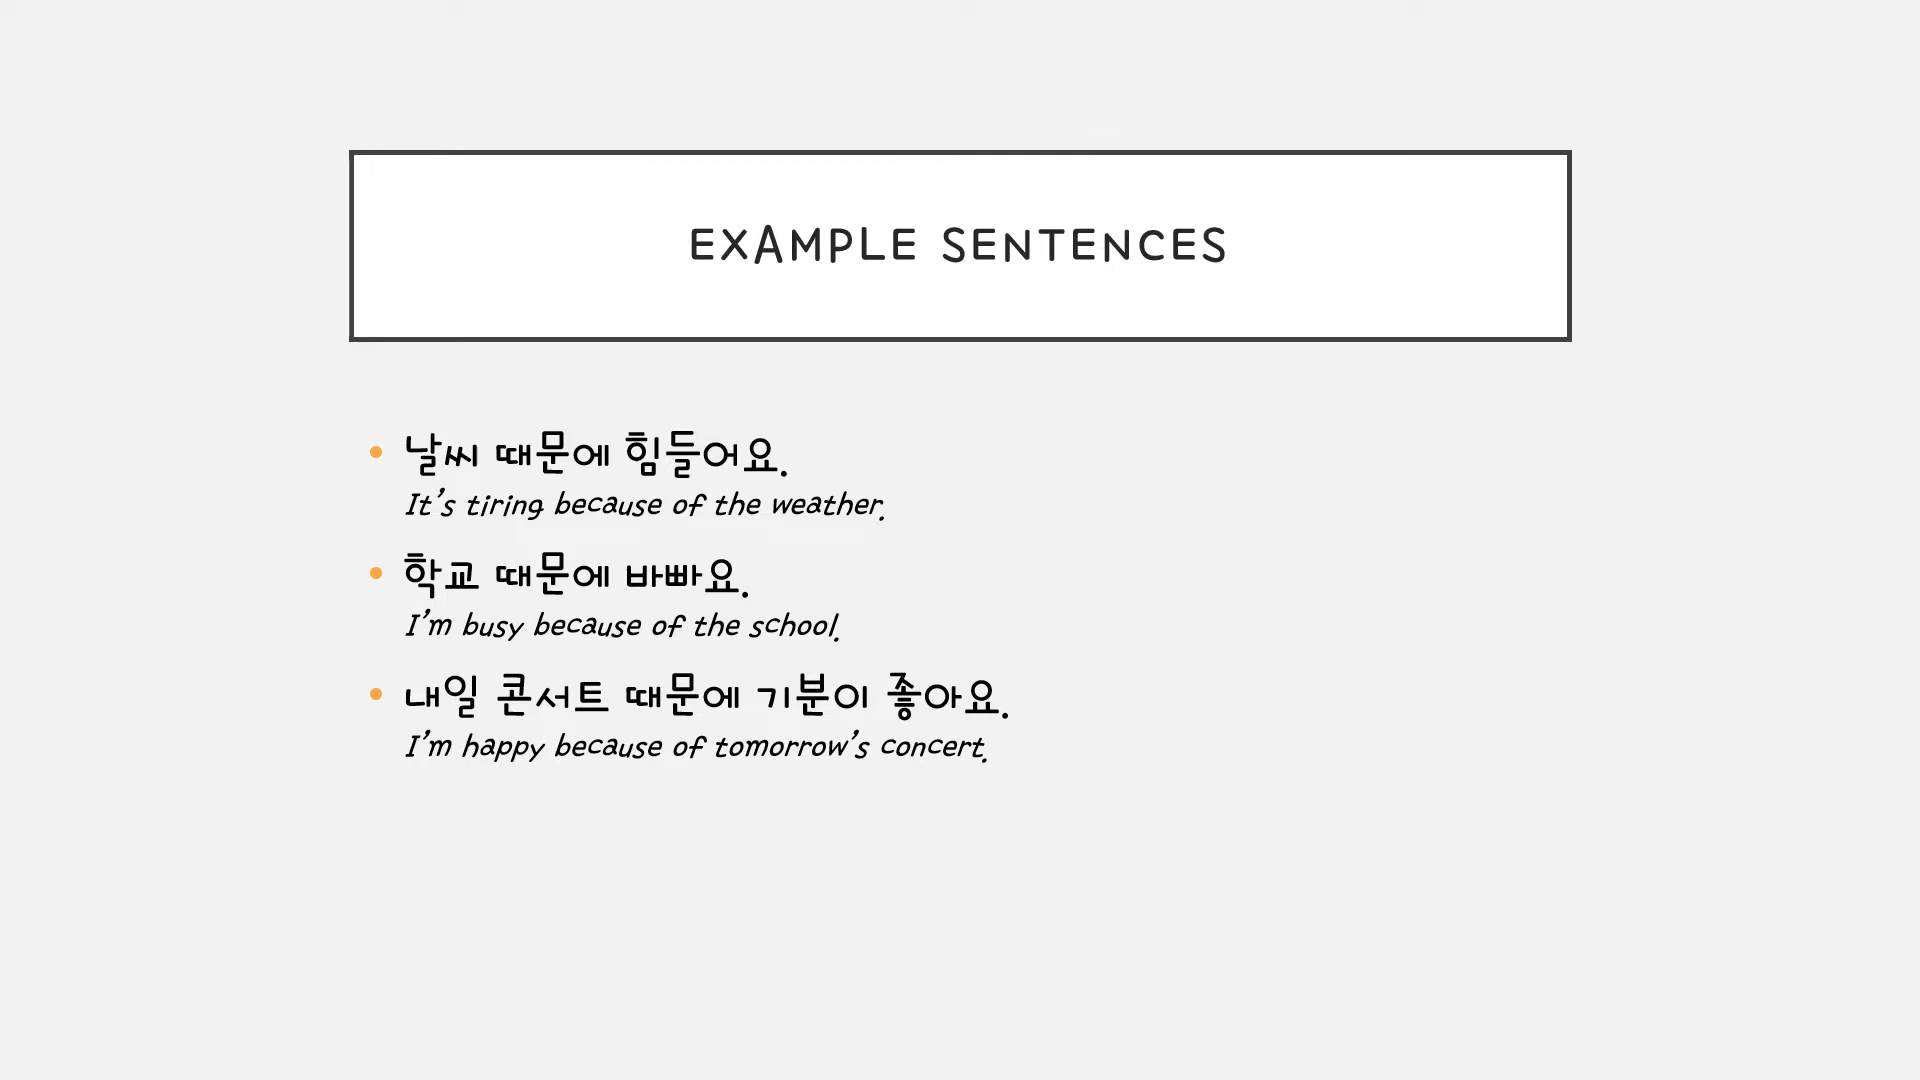 EXAMPLE SENTENCES
• 날씨 때문에 힘들어요.
It's tiring because of the weather.
• 학교 때문에 바빠요.
I'm busy because of the school.
• 내일 콘서트 때문에 기분이 좋아요.
I'm happy because of tomorrow's concert.